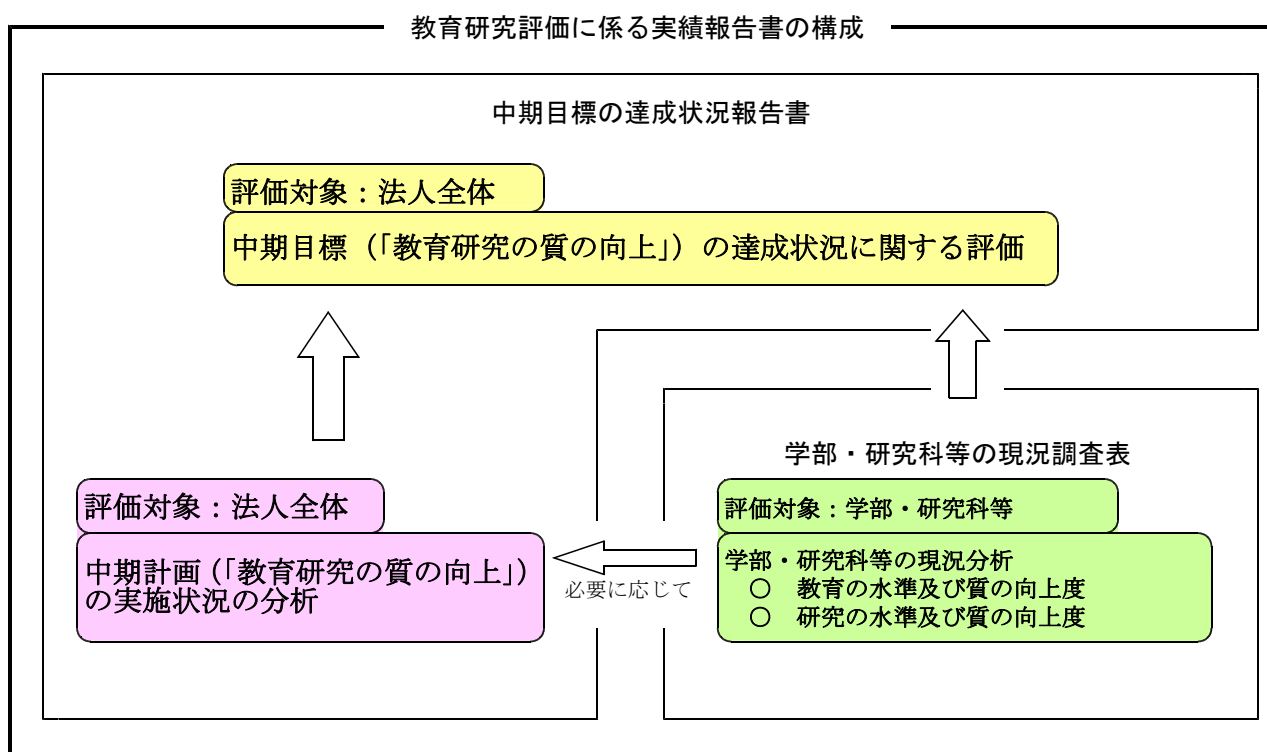 教育研究評価に係る実績報告書の構成
中期目標の達成状況報告書
評価対象：法人全体
中期目標（「教育研究の質の向上」）の達成状況に関する評価
学部・研究科等の現況調査表
評価対象：法人全体
中期計画（「教育研究の質の向上」）
の実施状況の分析
必要に応じて
評価対象：学部・研究科等
学部・研究科等の現況分析
○　教育の水準及び質の向上度
○　研究の水準及び質の向上度